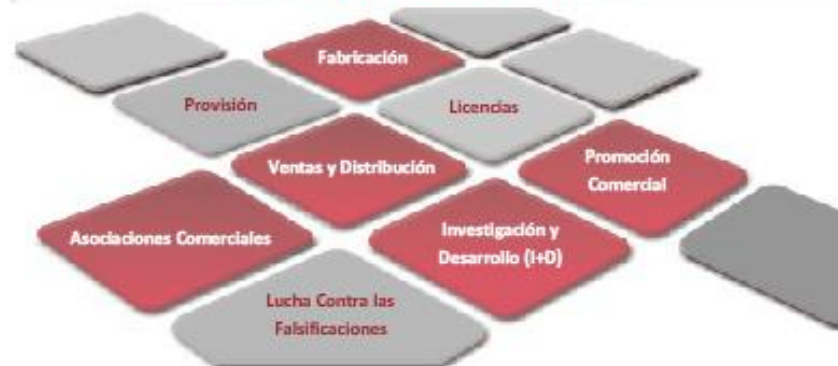 Fabricación
Provisión
Licencias
Ventas y Distribución
Promoción
Comercial
Asociaciones Comerciales
Investigación y
Desarrollo (I+D)
Lucha Contra las
Falsificaciones